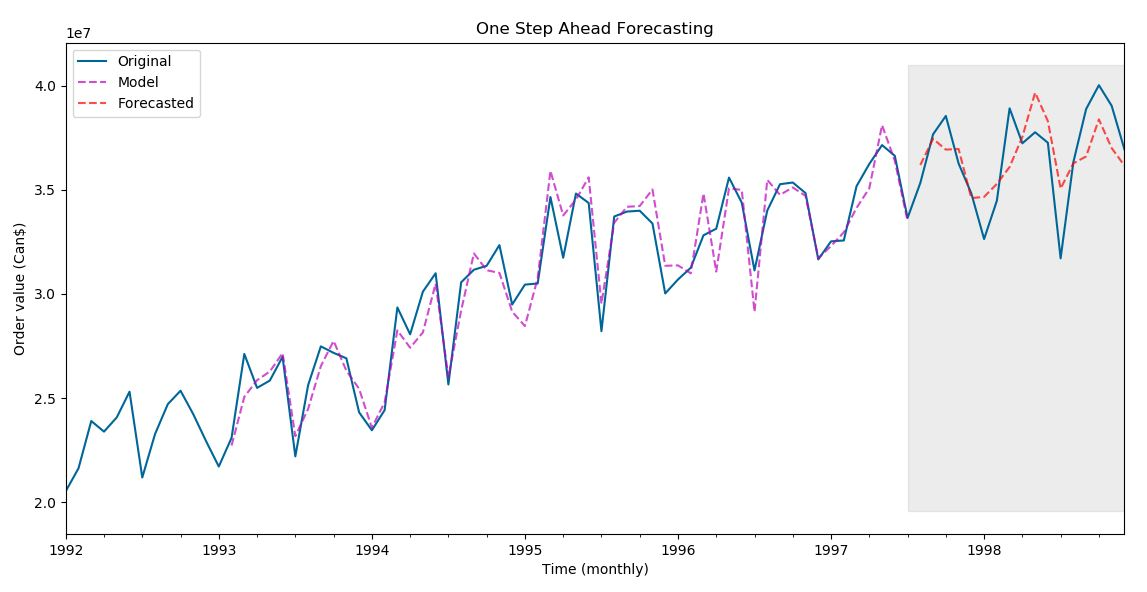 One Step Ahead Forecasting
1e7
Original
Model
Forecasted
4.0
3.5
3.0
2.5
2.0
Order value (Can$)
1992 1993 1994 1995 1996 1997 1998
Time (monthly)